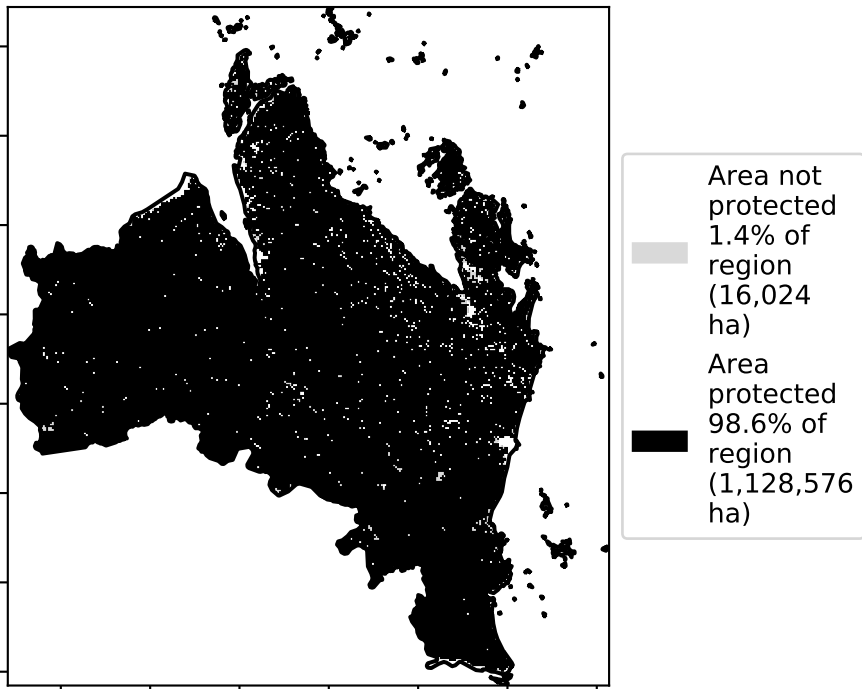 Area not
protected
1.4% of
region
(16,024
ha)
Area
protected
98.6% of
region
(1,128,576
ha)